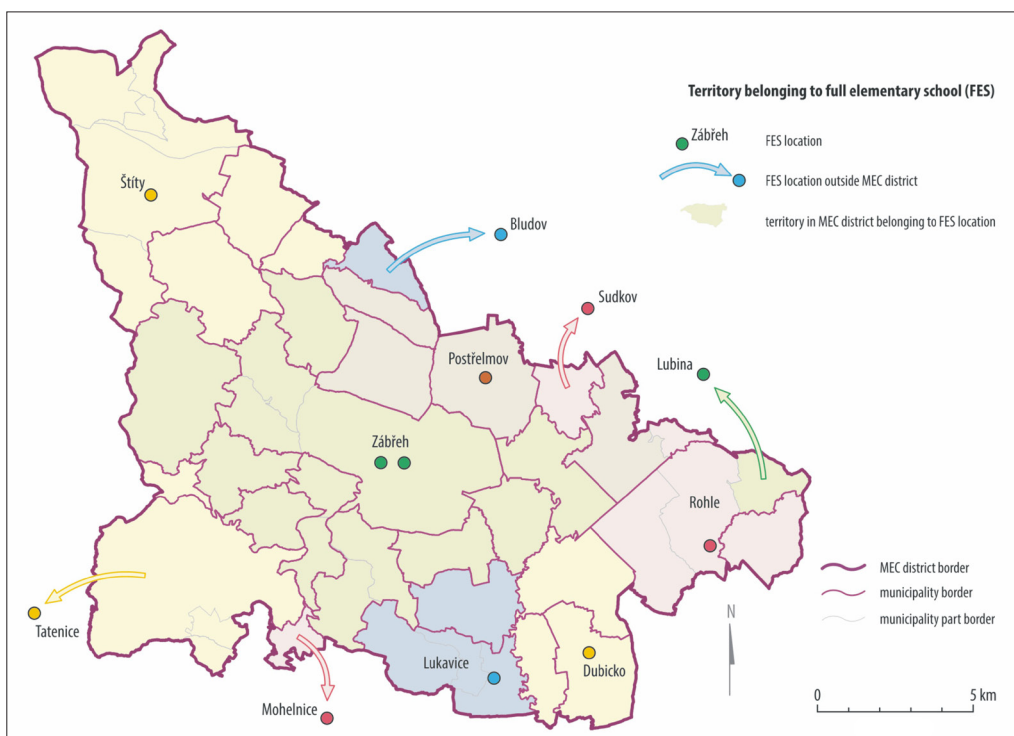 Territory belonging to full elementary school (FES)
Zábřeh
FES location
FES location outside MEC district
territory in MEC district belonging to FES location
Štíty
Bludov
Sudkov
Postřelmov
Lubina
Zábřeh
Rohle
Tatenice
Lukavice
Dubicko
Mohelnice
MEC district border
municipality border
municipality part border
N
0
5 km